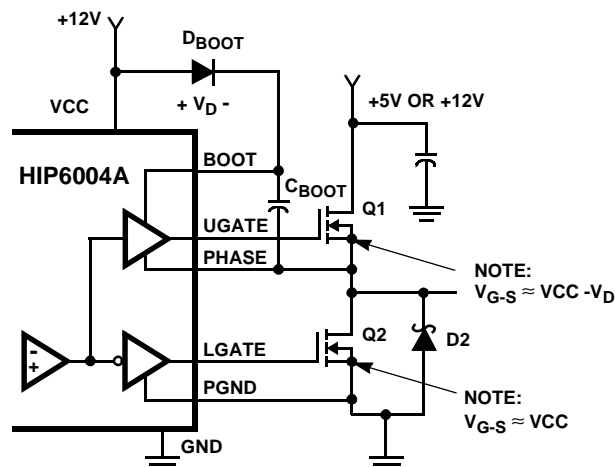 +12V
DBOOT
+ VD -
VCC
+5V OR +12V
HIP6004A
BOOT
CBOOT
Q1
UGATE
PHASE
NOTE:
VG-S ≈ VCC -VD
Q2
D2
-
+
LGATE
PGND
NOTE:
VG-S ≈ VCC
GND